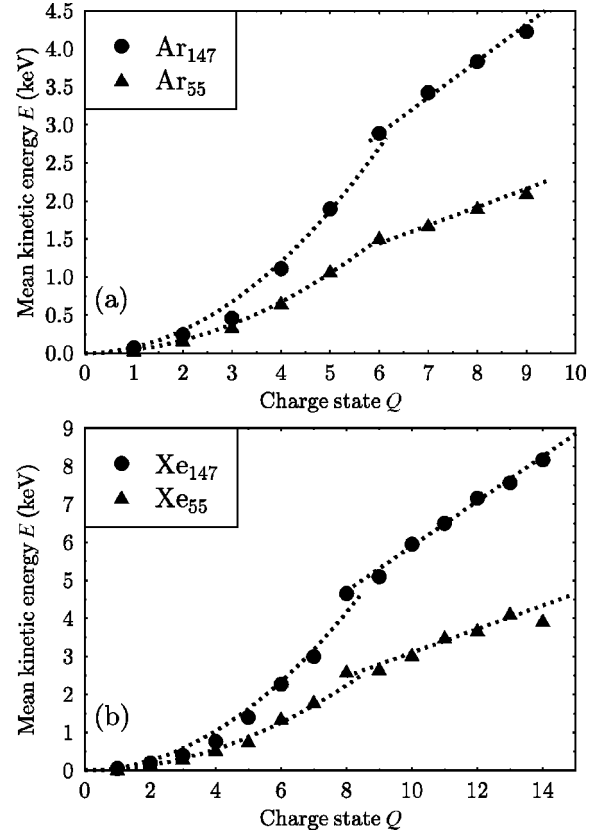 Ar147
Ar55
Mean kinetic energy E (keV)
4.5
4.0
3.5
3.0
2.5
2.0
1.5
1.0
0.5
0.0
(a)
0 1 2 3 4 5 6 7 8 9 10
Charge state Q
Xe147
Xe55
Mean kinetic energy E (keV)
9
8
7
6
5
4
3
2
1
0
(b)
0 2 4 6 8 10 12 14
Charge state Q